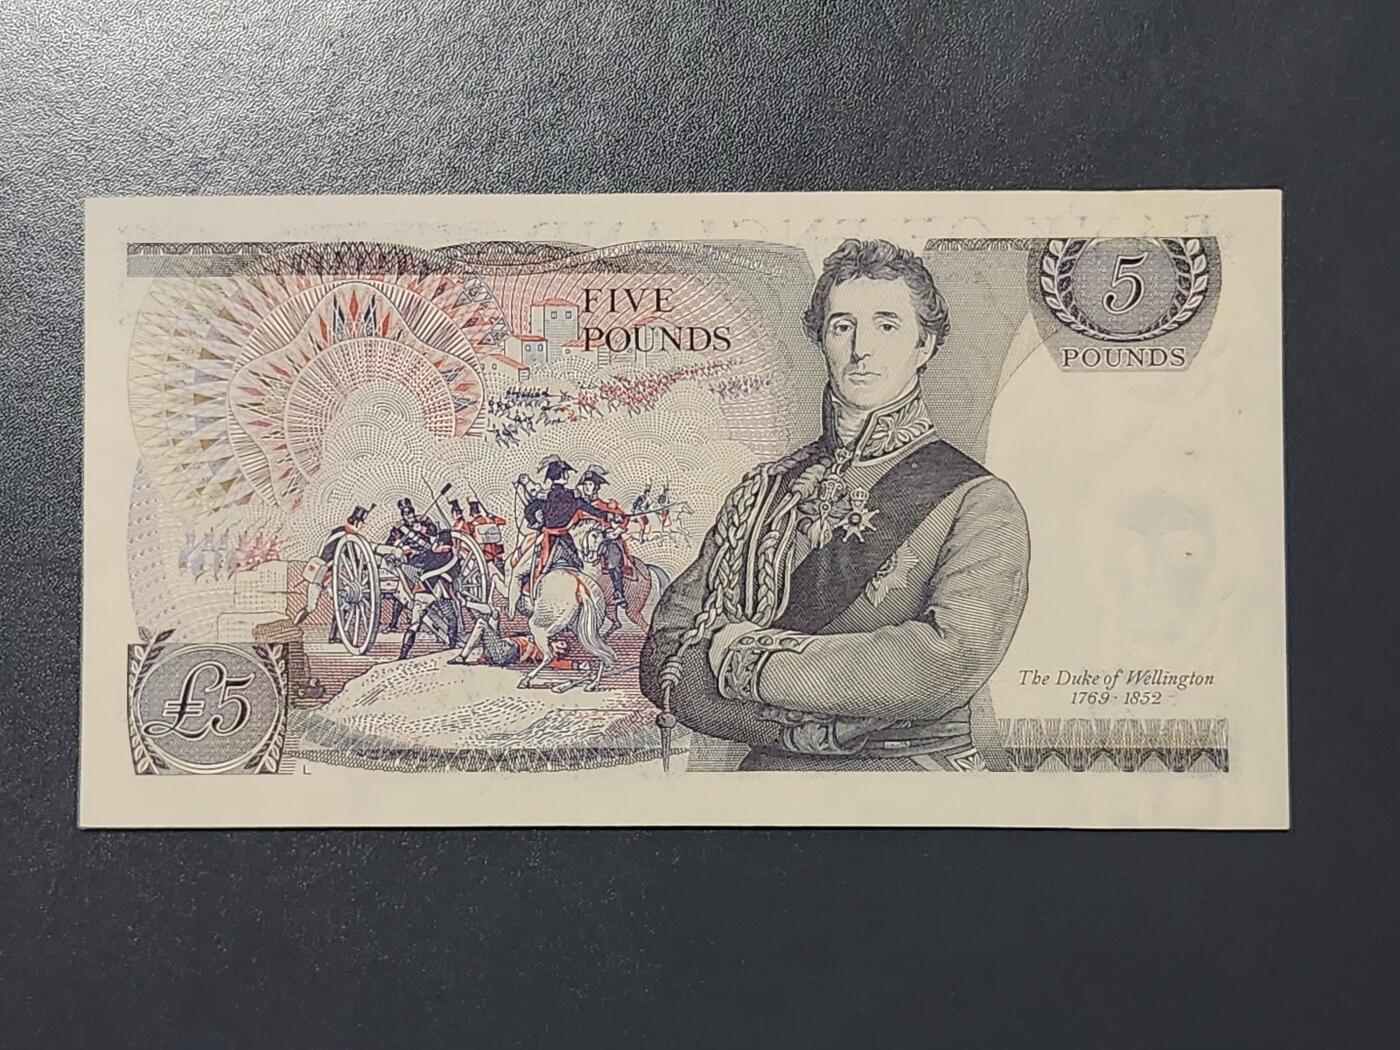 FIVE
POUNDS
5
POUNDS
The Duke of Wellington
1769 - 1852
£5
L